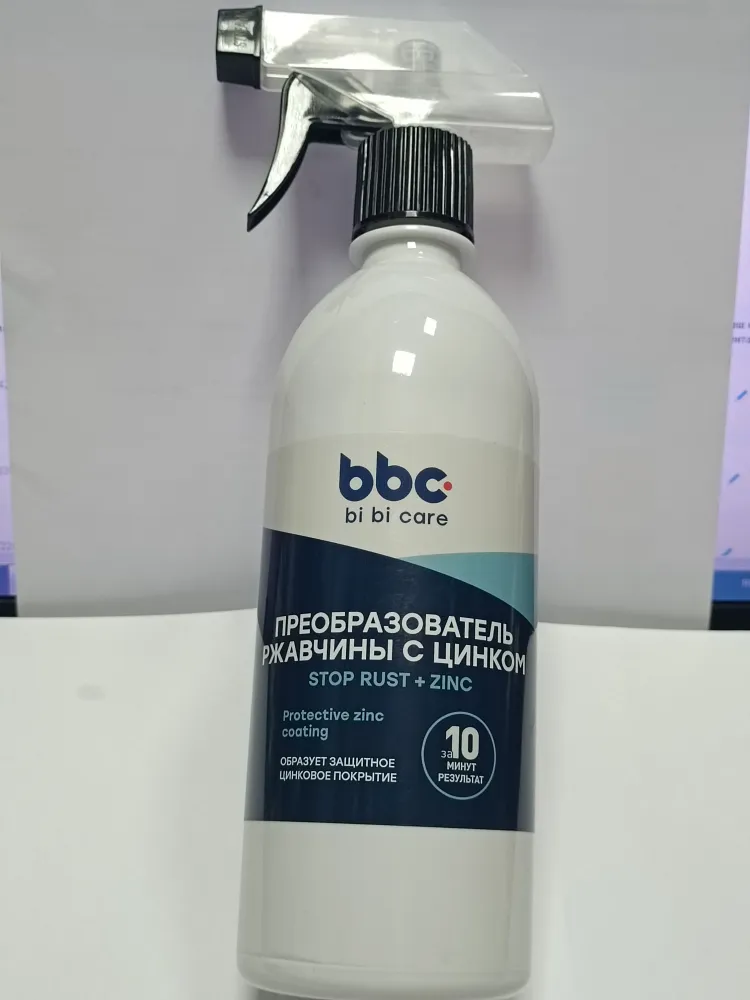 bbc
bi bi care
ПРЕОБРАЗОВАТЕЛЬ
РЖАВЧИНЫ С ЦИНКОМ
STOP RUST + ZINC
Protective zinc
coating
ОБРАЗУЕТ ЗАЩИТНОЕ
ЦИНКОВОЕ ПОКРЫТИЕ
за 10
МИНУТ
РЕЗУЛЬТАТ